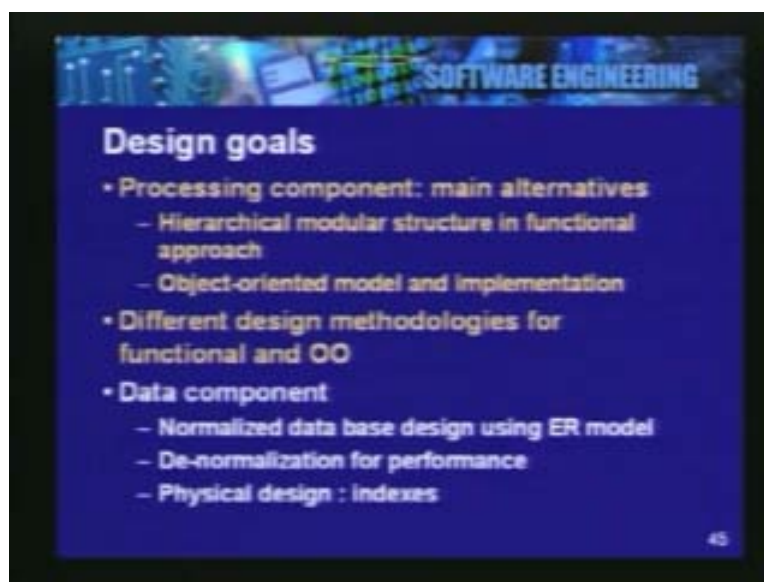 SOFTWARE ENGINEERING
Design goals
• Processing component: main alternatives
– Hierarchical modular structure in functional
approach
– Object-oriented model and implementation
• Different design methodologies for
functional and OO
• Data component
– Normalized data base design using ER model
– De-normalization for performance
– Physical design : indexes
45